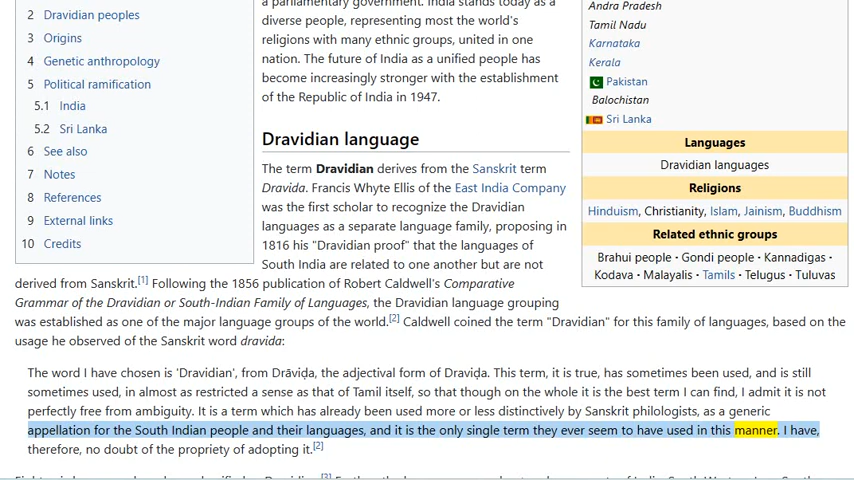 a parliamentary government. India stands today as a
diverse people, representing most the world's
religions with many ethnic groups, united in one
nation. The future of India as a unified people has
become increasingly stronger with the establishment
of the Republic of India in 1947.
2 Dravidian peoples
3 Origins
4 Genetic anthropology
5 Political ramification
5.1 India
5.2 Sri Lanka
6 See also
7 Notes
8 References
9 External links
10 Credits
Andra Pradesh
Tamil Nadu
Karnataka
Kerala
Pakistan
Balochistan
Sri Lanka
Languages
Dravidian languages
Religions
Hinduism, Christianity, Islam, Jainism, Buddhism
Related ethnic groups
Brahui people · Gondi people · Kannadigas ·
Kodava · Malayalis · Tamils · Telugus · Tuluvas
Dravidian language
The term Dravidian derives from the Sanskrit term
Dravida. Francis Whyte Ellis of the East India Company
was the first scholar to recognize the Dravidian
languages as a separate language family, proposing in
1816 his "Dravidian proof" that the languages of
South India are related to one another but are not
derived from Sanskrit.[1] Following the 1856 publication of Robert Caldwell's Comparative
Grammar of the Dravidian or South-Indian Family of Languages, the Dravidian language grouping
was established as one of the major language groups of the world.[2] Caldwell coined the term "Dravidian" for this family of languages, based on the
usage he observed of the Sanskrit word dravida:
The word I have chosen is 'Dravidian', from Drāviḍa, the adjectival form of Draviḍa. This term, it is true, has sometimes been used, and is still
sometimes used, in almost as restricted a sense as that of Tamil itself, so that though on the whole it is the best term I can find, I admit it is not
perfectly free from ambiguity. It is a term which has already been used more or less distinctively by Sanskrit philologists, as a generic
appellation for the South Indian people and their languages, and it is the only single term they ever seem to have used in this manner. I have,
therefore, no doubt of the propriety of adopting it.[2]